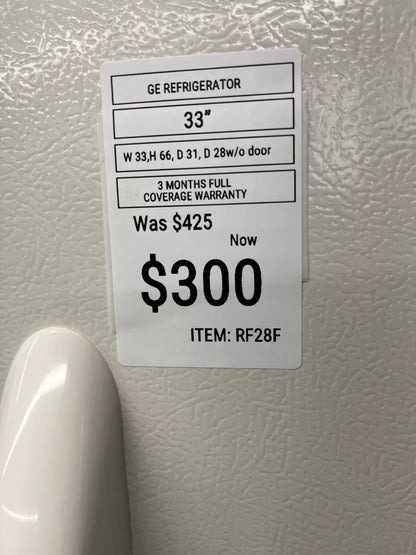 GE REFRIGERATOR
33"
W 33,H 66, D 31, D 28w/o door
3 MONTHS FULL
COVERAGE WARRANTY
Was $425
Now
$300
ITEM: RF28F